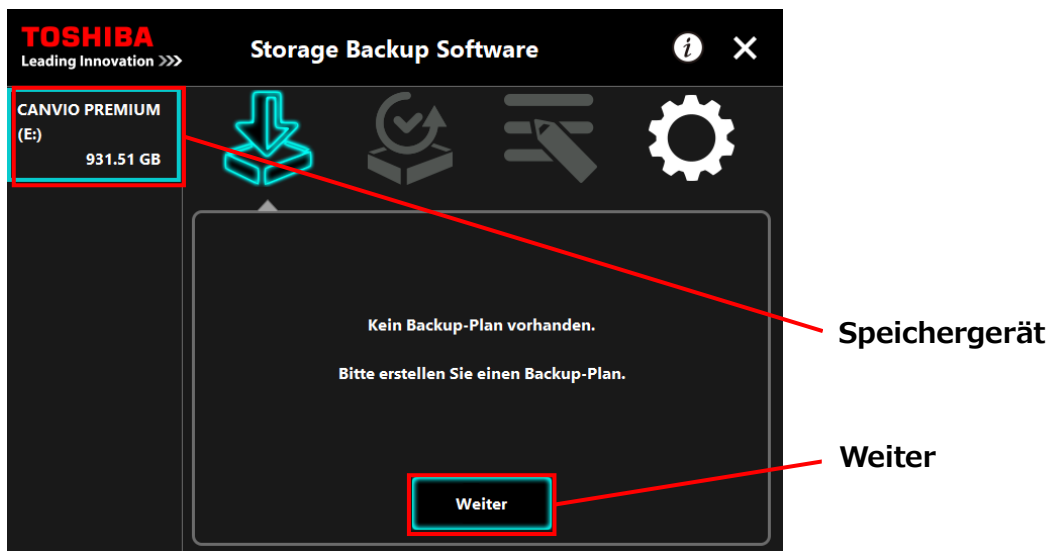 TOSHIBA
Leading Innovation >>>
Storage Backup Software
i
CANVIO PREMIUM
(E:)
931.51 GB
Kein Backup-Plan vorhanden.
Bitte erstellen Sie einen Backup-Plan.
Weiter
Speichergerät
Weiter